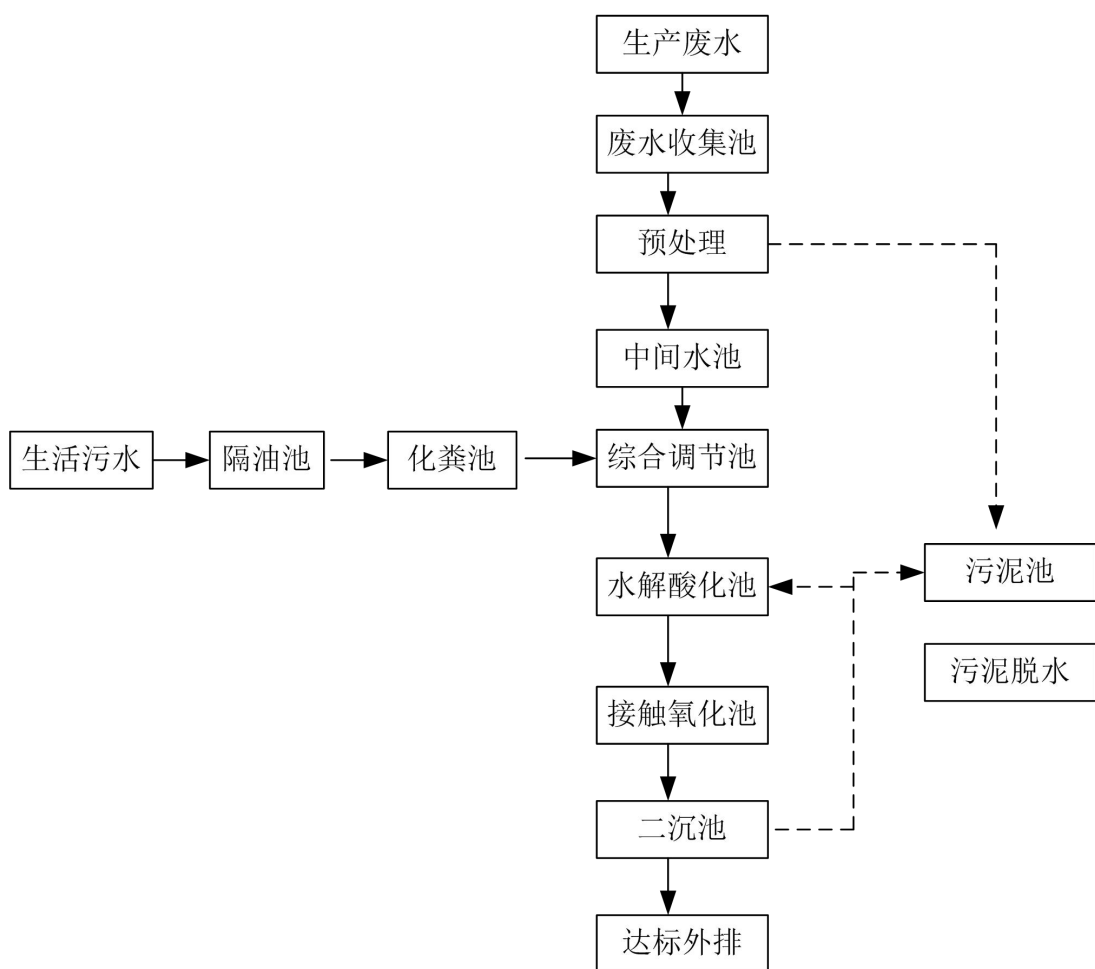 生产废水
废水收集池
预处理
中间水池
生活污水
隔油池
化粪池
综合调节池
水解酸化池
污泥池
污泥脱水
接触氧化池
二沉池
达标外排